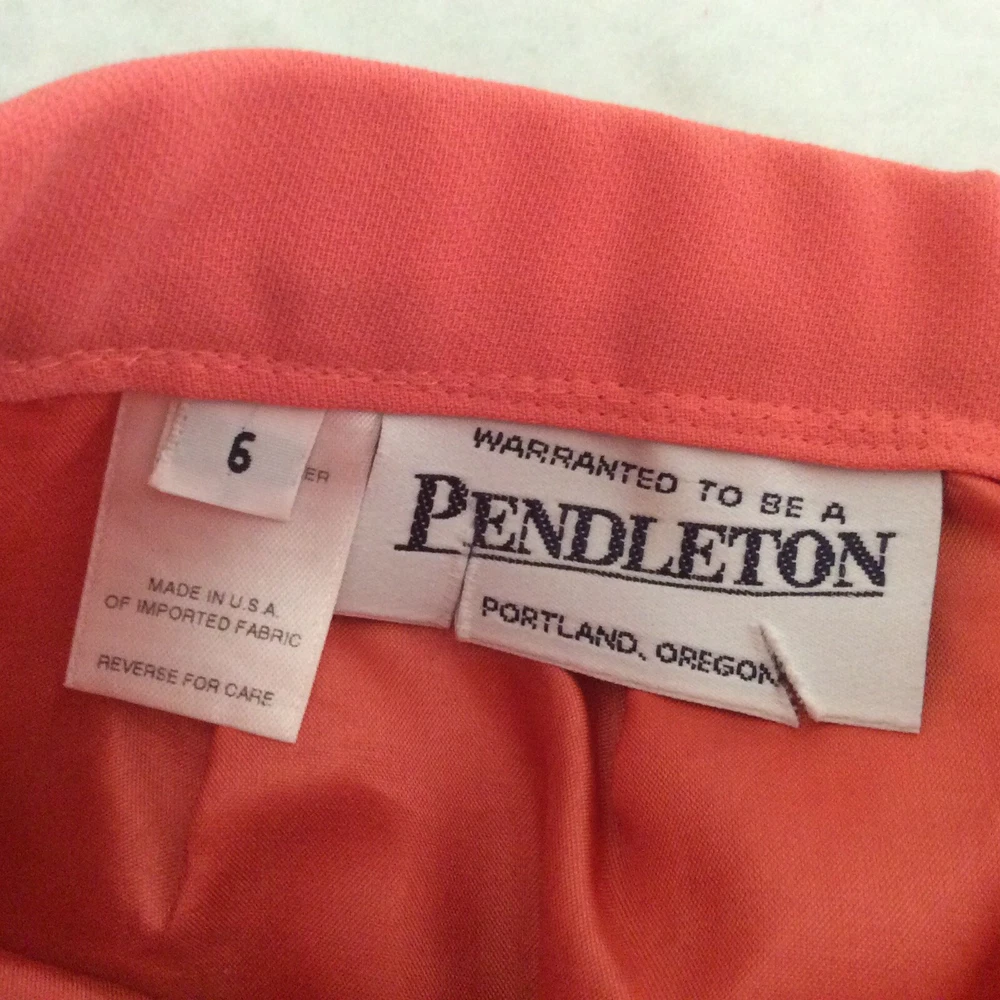 6
MADE IN U.S.A.
OF IMPORTED FABRIC
REVERSE FOR CARE
WARRANTED TO BE A
PENDLETON
PORTLAND, OREGON